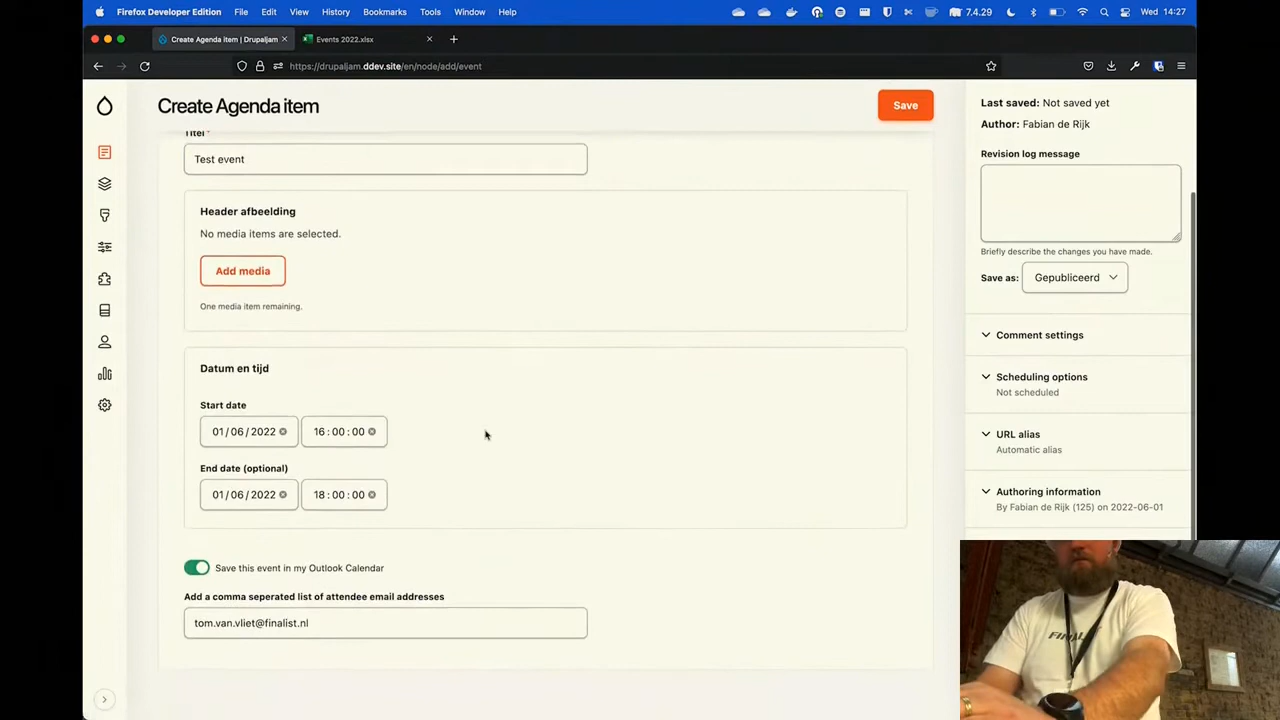 Firefox Developer Edition File Edit View History Bookmarks Tools Window Help 7.4.29 Wed 14:27
Create Agenda item | Drupaljam Events 2022.xlsx
https://drupaljam.ddev.site/en/node/add/event
Create Agenda item
Save
Titel*
Test event
Header afbeelding
No media items are selected.
Add media
One media item remaining.
Datum en tijd
Start date
01/06/2022 16:00:00
End date (optional)
01/06/2022 18:00:00
Save this event in my Outlook Calendar
Add a comma seperated list of attendee email addresses
tom.van.vliet@finalist.nl
Last saved: Not saved yet
Author: Fabian de Rijk
Revision log message
Briefly describe the changes you have made.
Save as: Gepubliceerd
Comment settings
Scheduling options
Not scheduled
URL alias
Automatic alias
Authoring information
By Fabian de Rijk (125) on 2022-06-01